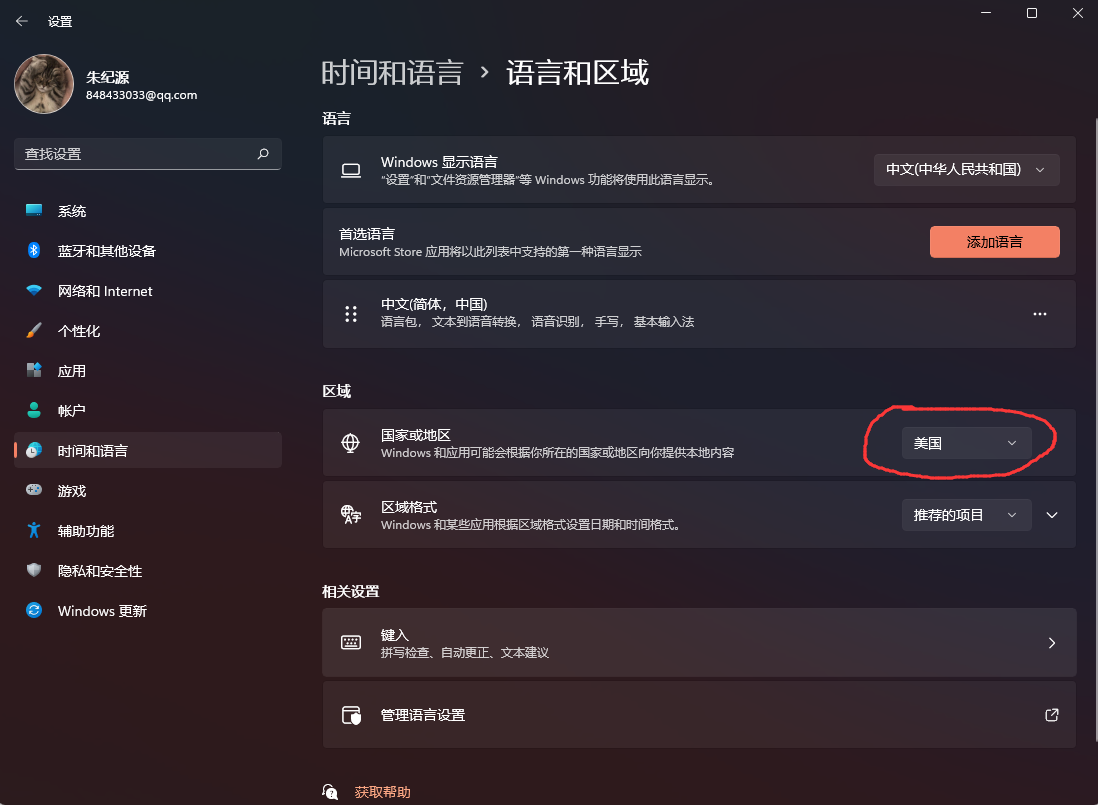 设置
朱纪源
848433033@qq.com
查找设置
系统
蓝牙和其他设备
网络和 Internet
个性化
应用
帐户
时间和语言
游戏
辅助功能
隐私和安全性
Windows 更新
时间和语言 › 语言和区域
语言
Windows 显示语言
"设置"和"文件资源管理器"等 Windows 功能将使用此语言显示。
中文(中华人民共和国)
首选语言
Microsoft Store 应用将以此列表中支持的第一种语言显示
添加语言
中文(简体，中国)
语言包， 文本到语音转换， 语音识别， 手写， 基本输入法
区域
国家或地区
Windows 和应用可能会根据你所在的国家或地区向你提供本地内容
美国
区域格式
Windows 和某些应用根据区域格式设置日期和时间格式。
推荐的项目
相关设置
键入
拼写检查、自动更正、文本建议
管理语言设置
获取帮助